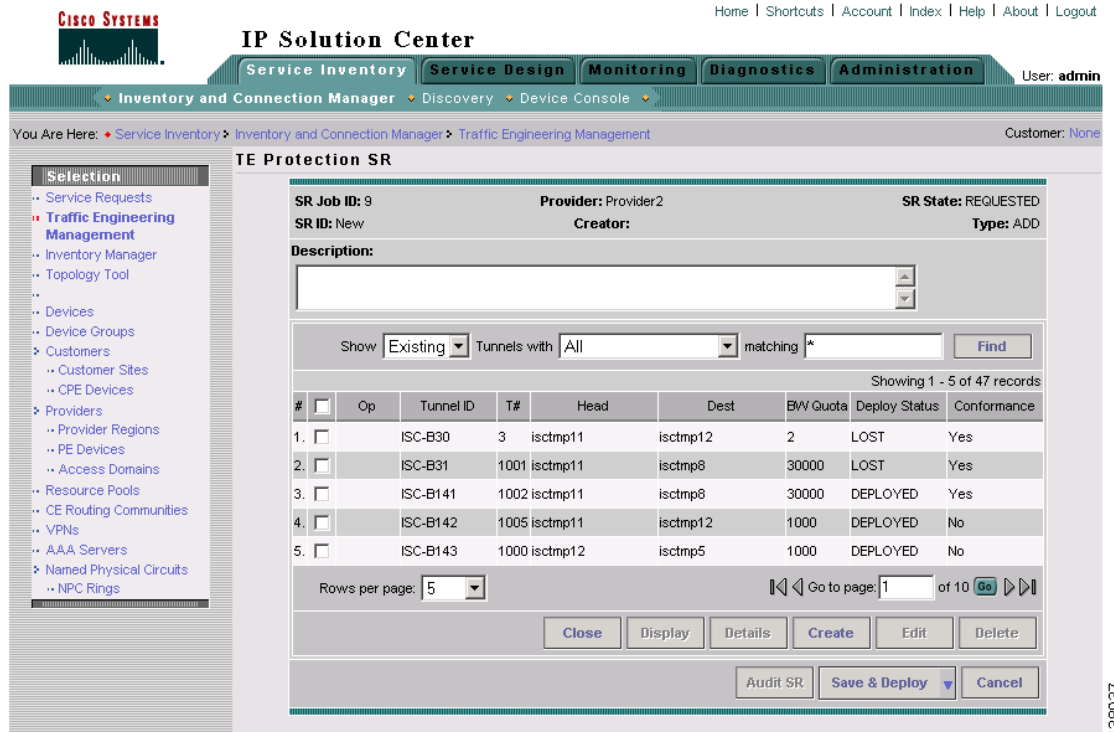 Home | Shortcuts | Account | Index | Help | About | Logout
CISCO SYSTEMS
IP Solution Center
Service Inventory Service Design Monitoring Diagnostics Administration
User: admin
Inventory and Connection Manager Discovery Device Console
You Are Here: Service Inventory Inventory and Connection Manager Traffic Engineering Management
Customer: None
TE Protection SR
Selection
Service Requests
Traffic Engineering
Management
Inventory Manager
Topology Tool
Devices
Device Groups
Customers
Customer Sites
CPE Devices
Providers
Provider Regions
PE Devices
Access Domains
Resource Pools
CE Routing Communities
VPNs
AAA Servers
Named Physical Circuits
NPC Rings
SR Job ID: 9 Provider: Provider2 SR State: REQUESTED
SR ID: New Creator: Type: ADD
Description:
Show Existing Tunnels with All matching * Find
Showing 1 - 5 of 47 records
# Op Tunnel ID T# Head Dest BW Quota Deploy Status Conformance
1. ISC-B30 3 isctmp11 isctmp12 2 LOST Yes
2. ISC-B31 1001 isctmp11 isctmp8 30000 LOST Yes
3. ISC-B141 1002 isctmp11 isctmp8 30000 DEPLOYED Yes
4. ISC-B142 1005 isctmp11 isctmp12 1000 DEPLOYED No
5. ISC-B143 1000 isctmp12 isctmp5 1000 DEPLOYED No
Rows per page: 5 Go to page: 1 of 10 Go
Close Display Details Create Edit Delete
Audit SR Save & Deploy Cancel